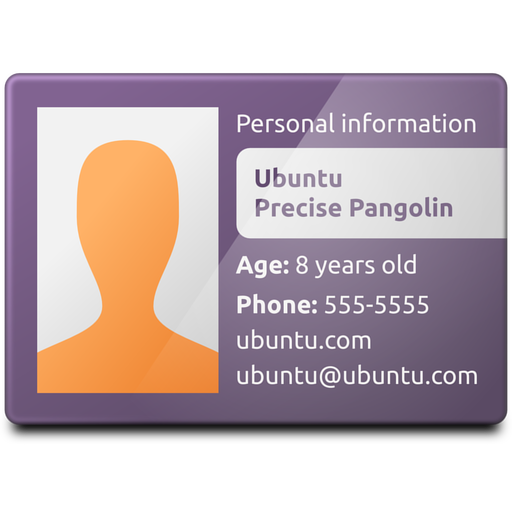 Personal information
Ubuntu
Precise Pangolin
Age: 8 years old
Phone: 555-5555
ubuntu.com
ubuntu@ubuntu.com